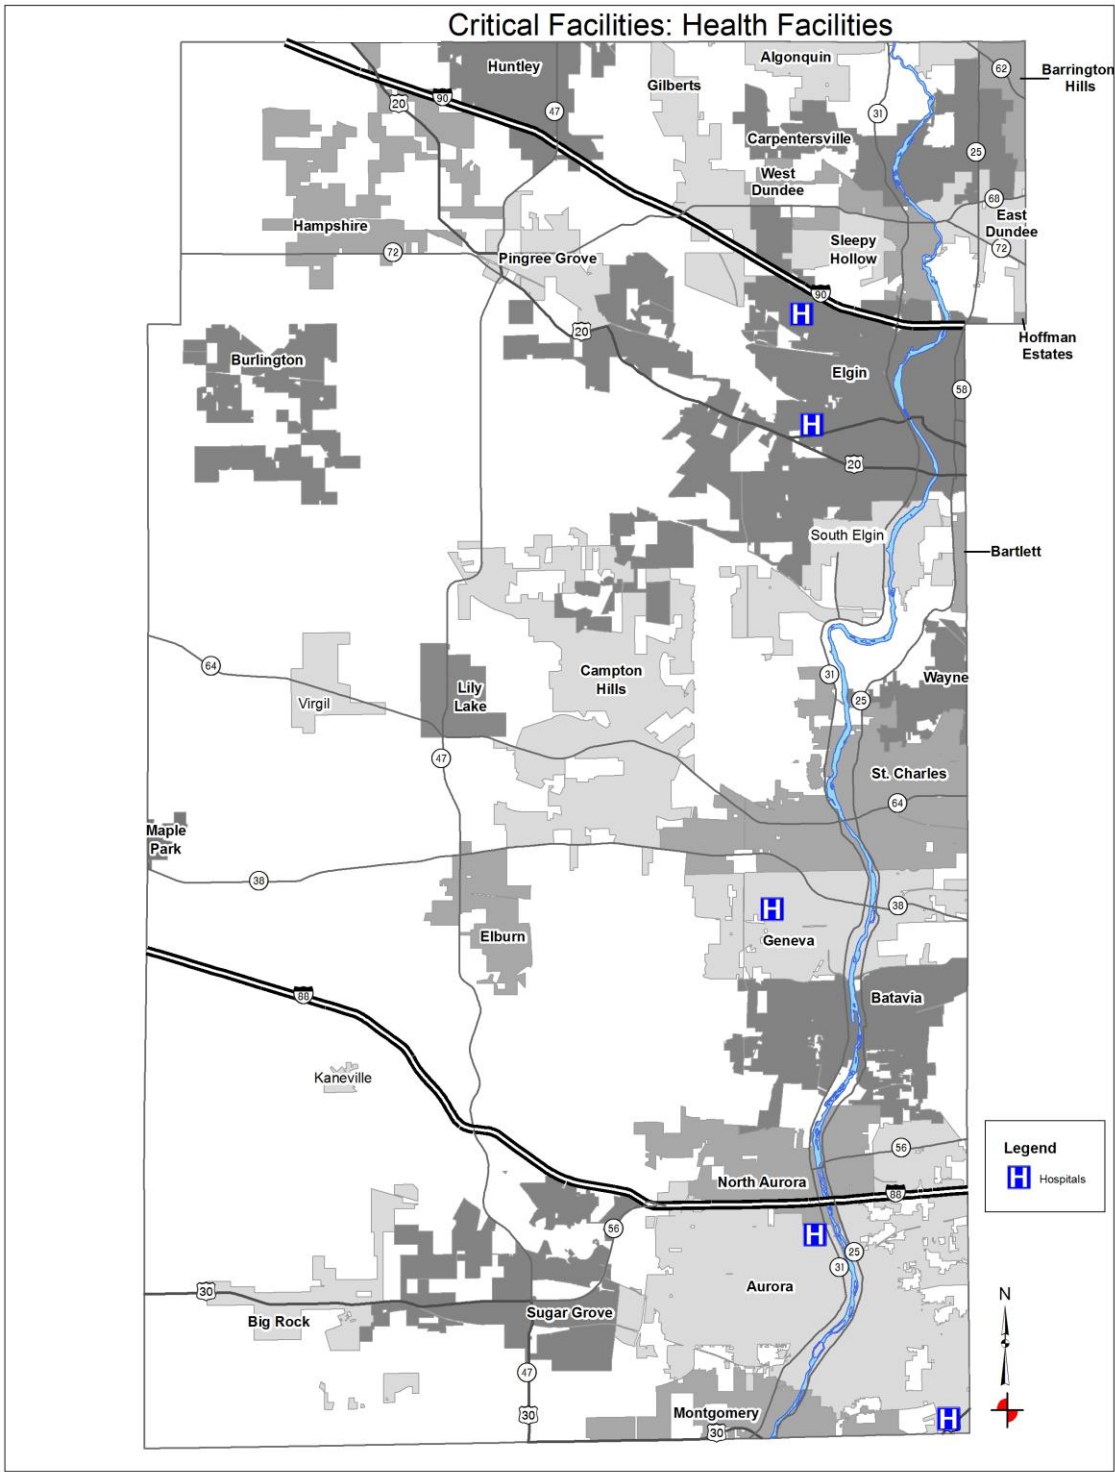 Critical Facilities: Health Facilities
Algonquin
Huntley
62
Barrington
Hills
Gilberts
90
20
47
31
Carpentersville
25
West
Dundee
68
East
Dundee
Hampshire
Sleepy
Hollow
72
72
Pingree Grove
90
H
20
Hoffman
Estates
Burlington
Elgin
58
H
20
South Elgin
Bartlett
64
Campton
Hills
31
Wayne
Lily
Lake
Virgil
25
47
St. Charles
64
Maple
Park
38
38
H
Elburn
Geneva
88
Batavia
Kaneville
Legend
56
H Hospitals
North Aurora
88
56
H
25
31
30
Aurora
N
Big Rock
Sugar Grove
47
30
Montgomery
30
H